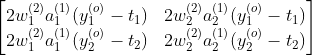 [ 2w_1^{(2)} a_1^{(1)} (y_1^{(o)} − t_1)   2w_2^{(2)} a_2^{(1)} (y_1^{(o)} − t_1) ]
[ 2w_1^{(2)} a_1^{(1)} (y_2^{(o)} − t_2)   2w_2^{(2)} a_2^{(1)} (y_2^{(o)} − t_2) ]